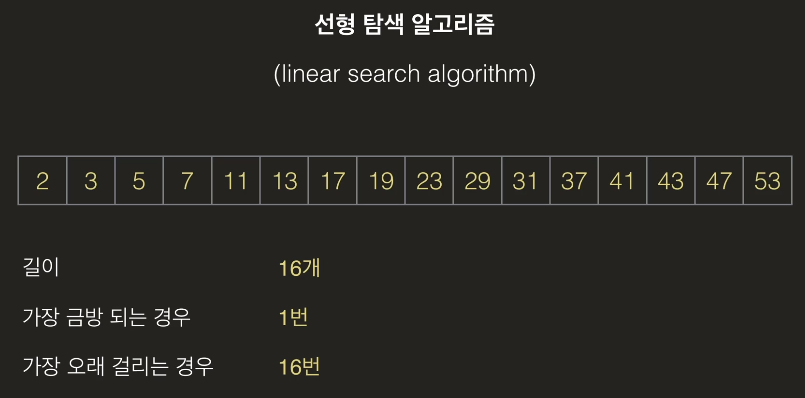 선형 탐색 알고리즘
(linear search algorithm)
2 3 5 7 11 13 17 19 23 29 31 37 41 43 47 53
길이 16개
가장 금방 되는 경우 1번
가장 오래 걸리는 경우 16번